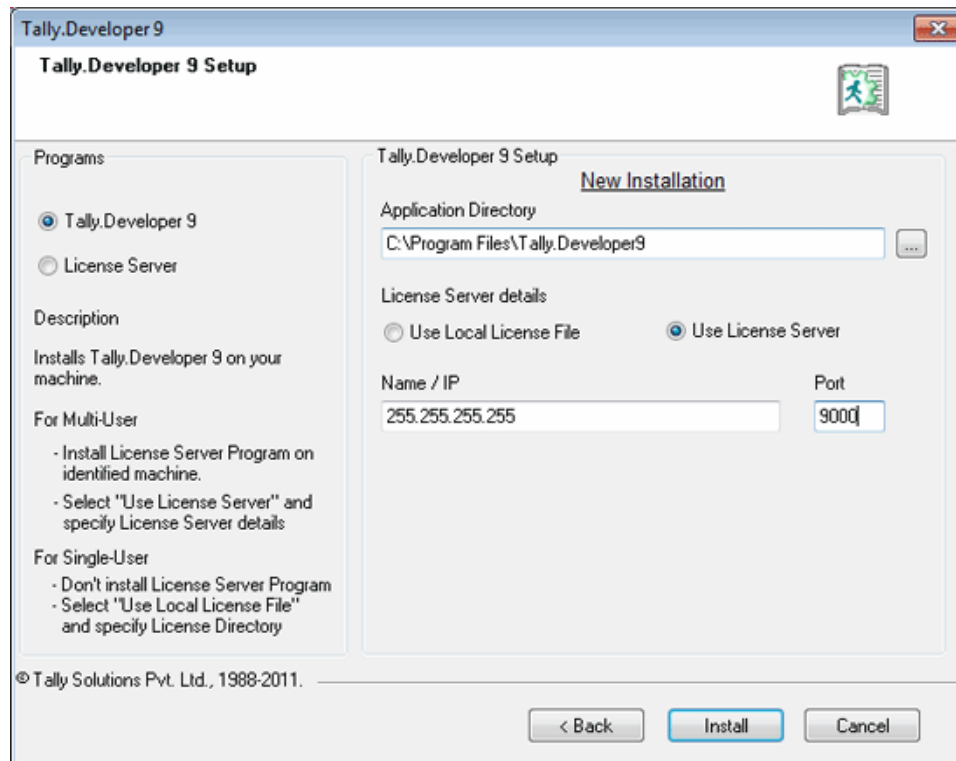 Tally.Developer 9
Tally.Developer 9 Setup
Programs
Tally.Developer 9
License Server
Description
Installs Tally.Developer 9 on your
machine.
For Multi-User
- Install License Server Program on
identified machine.
- Select "Use License Server" and
specify License Server details
For Single-User
- Don't install License Server Program
- Select "Use Local License File"
and specify License Directory
Tally.Developer 9 Setup
New Installation
Application Directory
C:\Program Files\Tally.Developer9
...
License Server details
Use Local License File
Use License Server
Name / IP
Port
255.255.255.255
9000
© Tally Solutions Pvt. Ltd., 1988-2011.
< Back
Install
Cancel